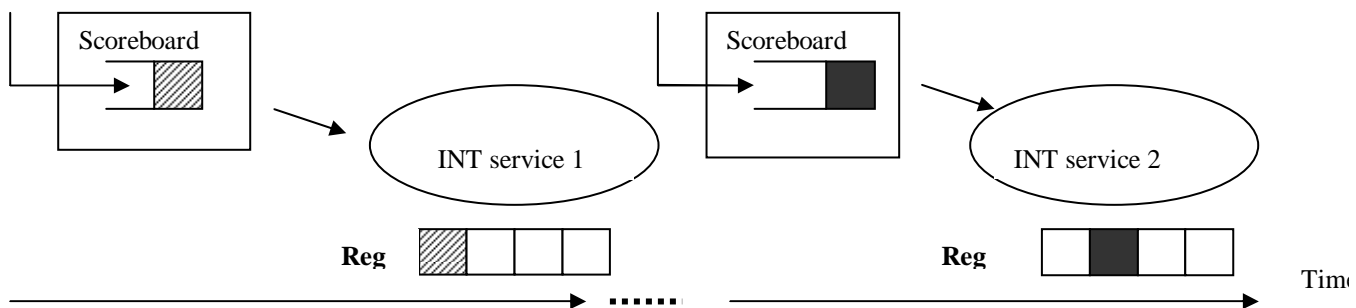 Scoreboard
Scoreboard
INT service 1
INT service 2
Reg
Reg
Time